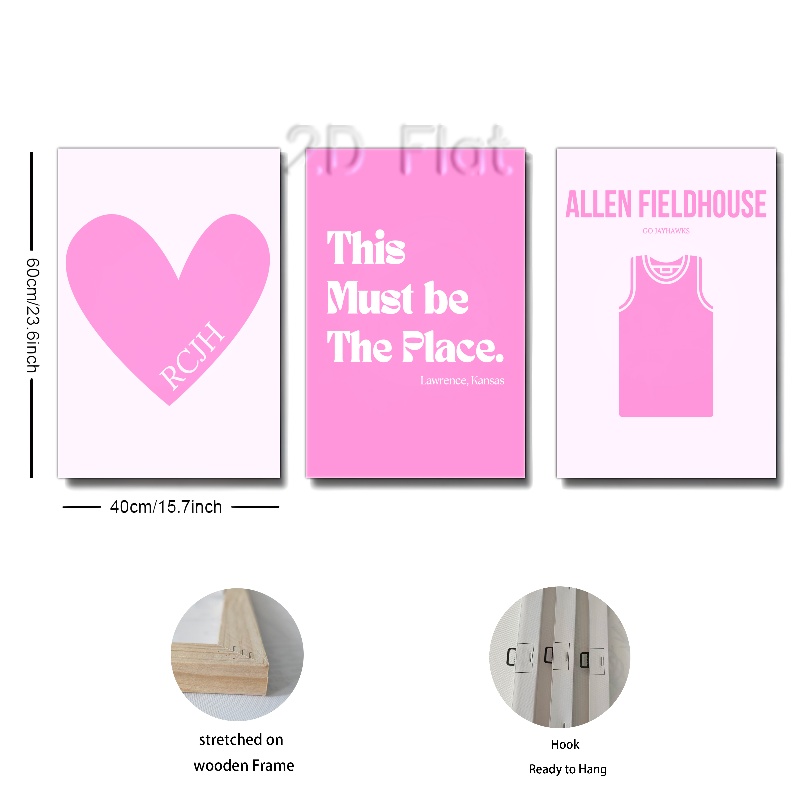 2D Flat
ALLEN FIELDHOUSE
GO JAYHAWKS
This
Must be
The Place.
Lawrence, Kansas
RCJH
60cm/23.6inch
40cm/15.7inch
stretched on
wooden Frame
Hook
Ready to Hang